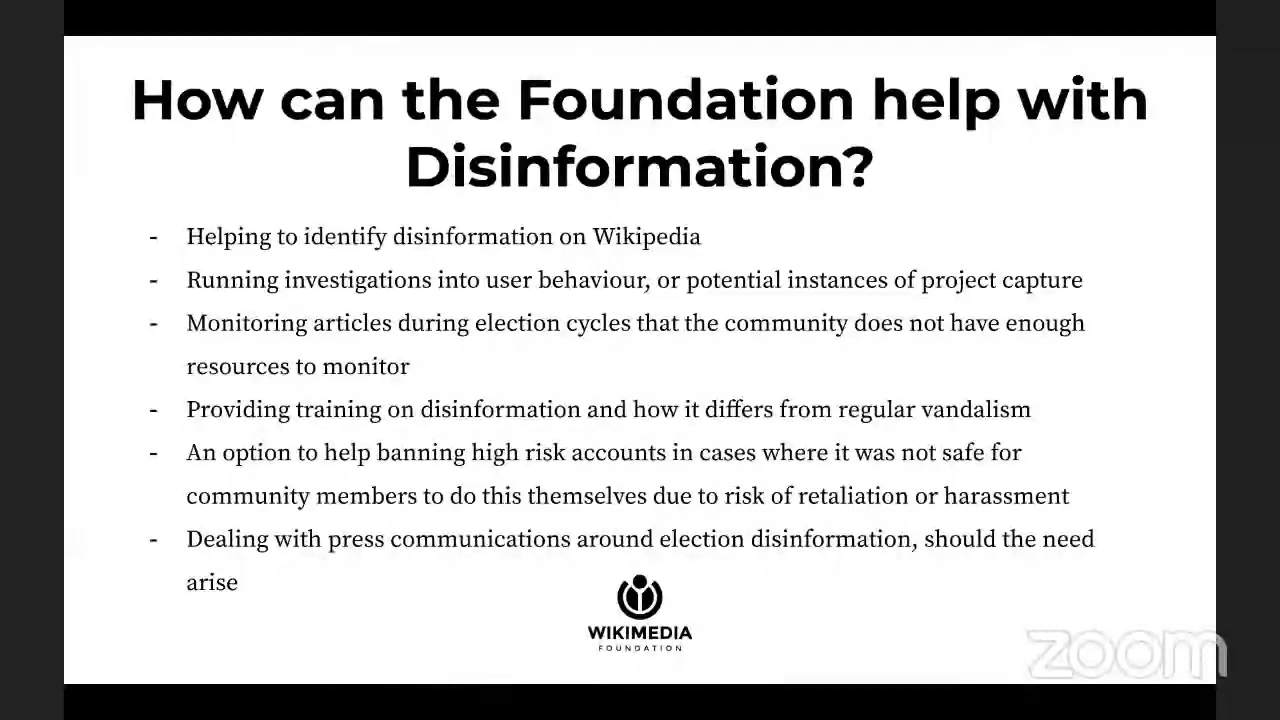 How can the Foundation help with
Disinformation?
- Helping to identify disinformation on Wikipedia
- Running investigations into user behaviour, or potential instances of project capture
- Monitoring articles during election cycles that the community does not have enough
resources to monitor
- Providing training on disinformation and how it differs from regular vandalism
- An option to help banning high risk accounts in cases where it was not safe for
community members to do this themselves due to risk of retaliation or harassment
- Dealing with press communications around election disinformation, should the need
arise
WIKIMEDIA
FOUNDATION
zoom